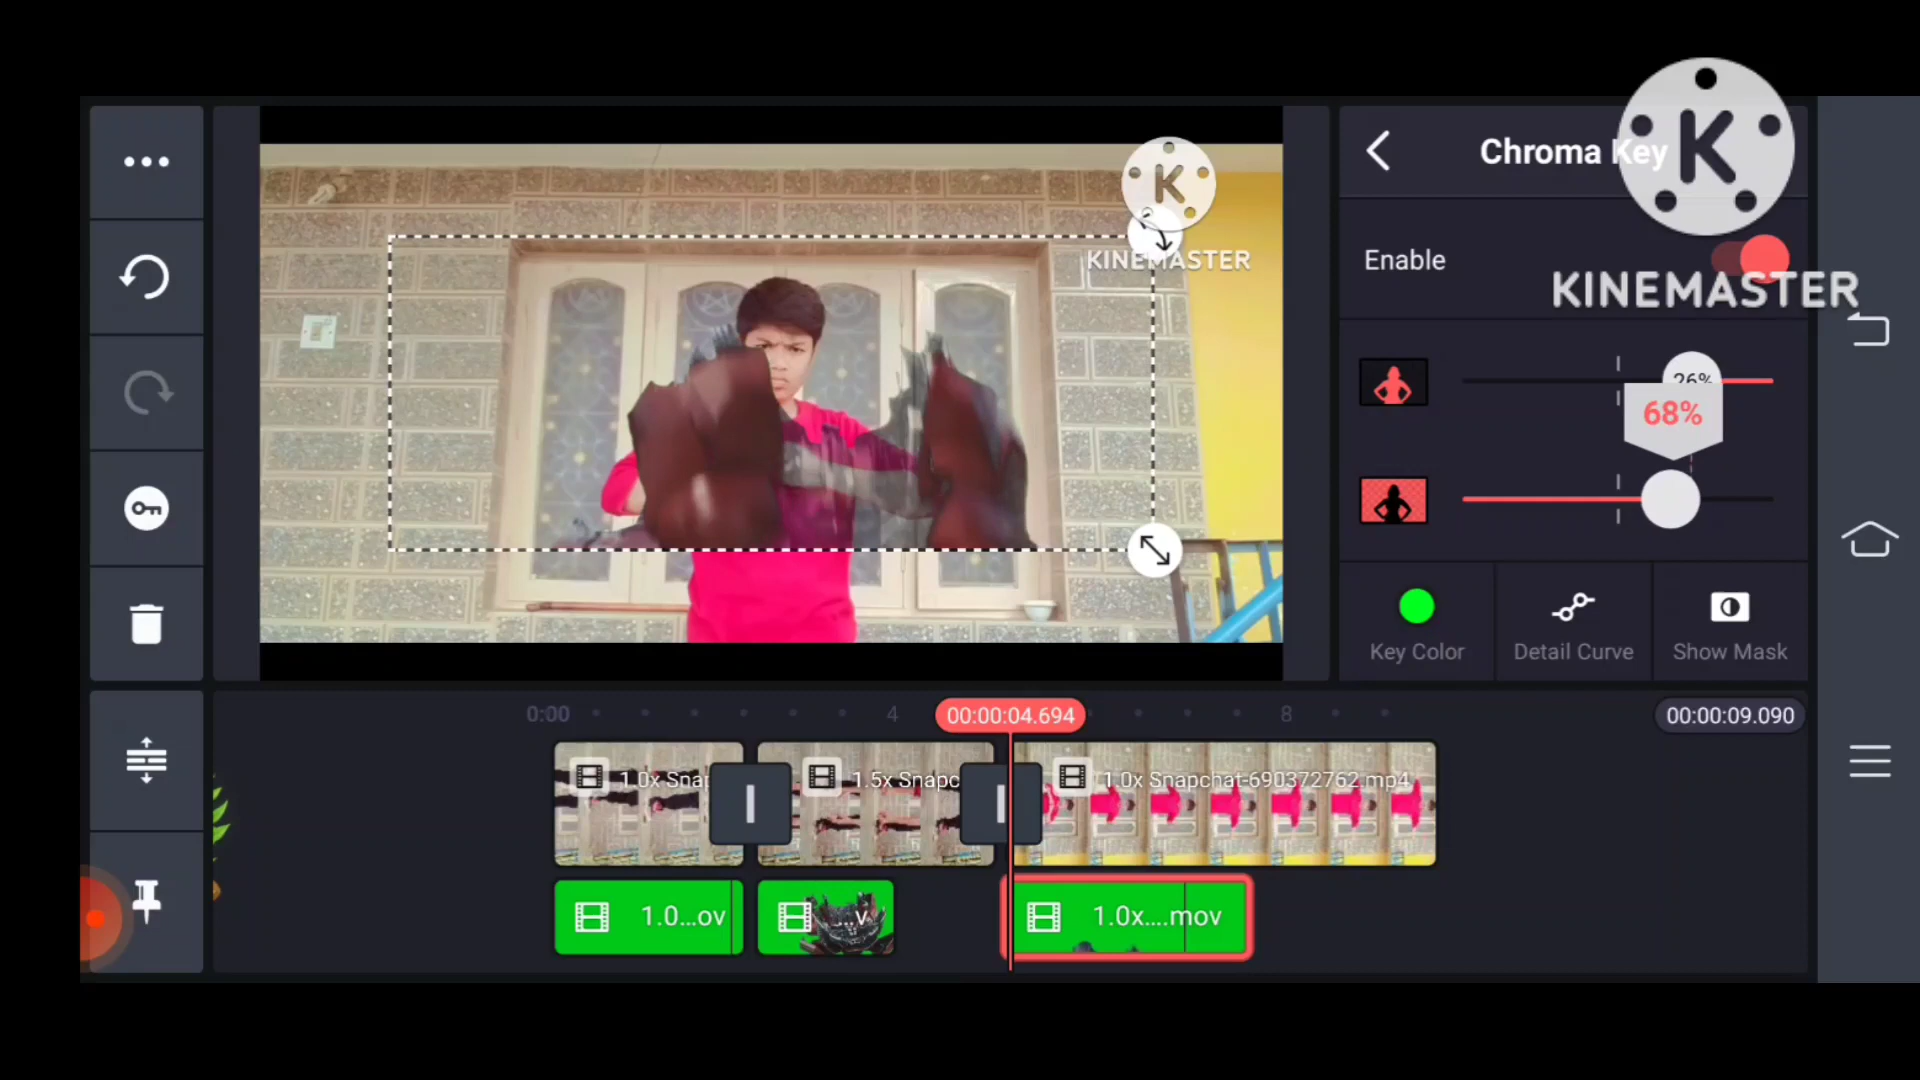 K
KINEMASTER
Chroma Key
K
KINEMASTER
Enable
26%
68%
Key Color
Detail Curve
Show Mask
0:00
4
00:00:04.694
8
00:00:09.090
1.0x Snap
1.5x Snapc
1.0x Snapchat-690372762.mp4
1.0...ov
...v
1.0x....mov